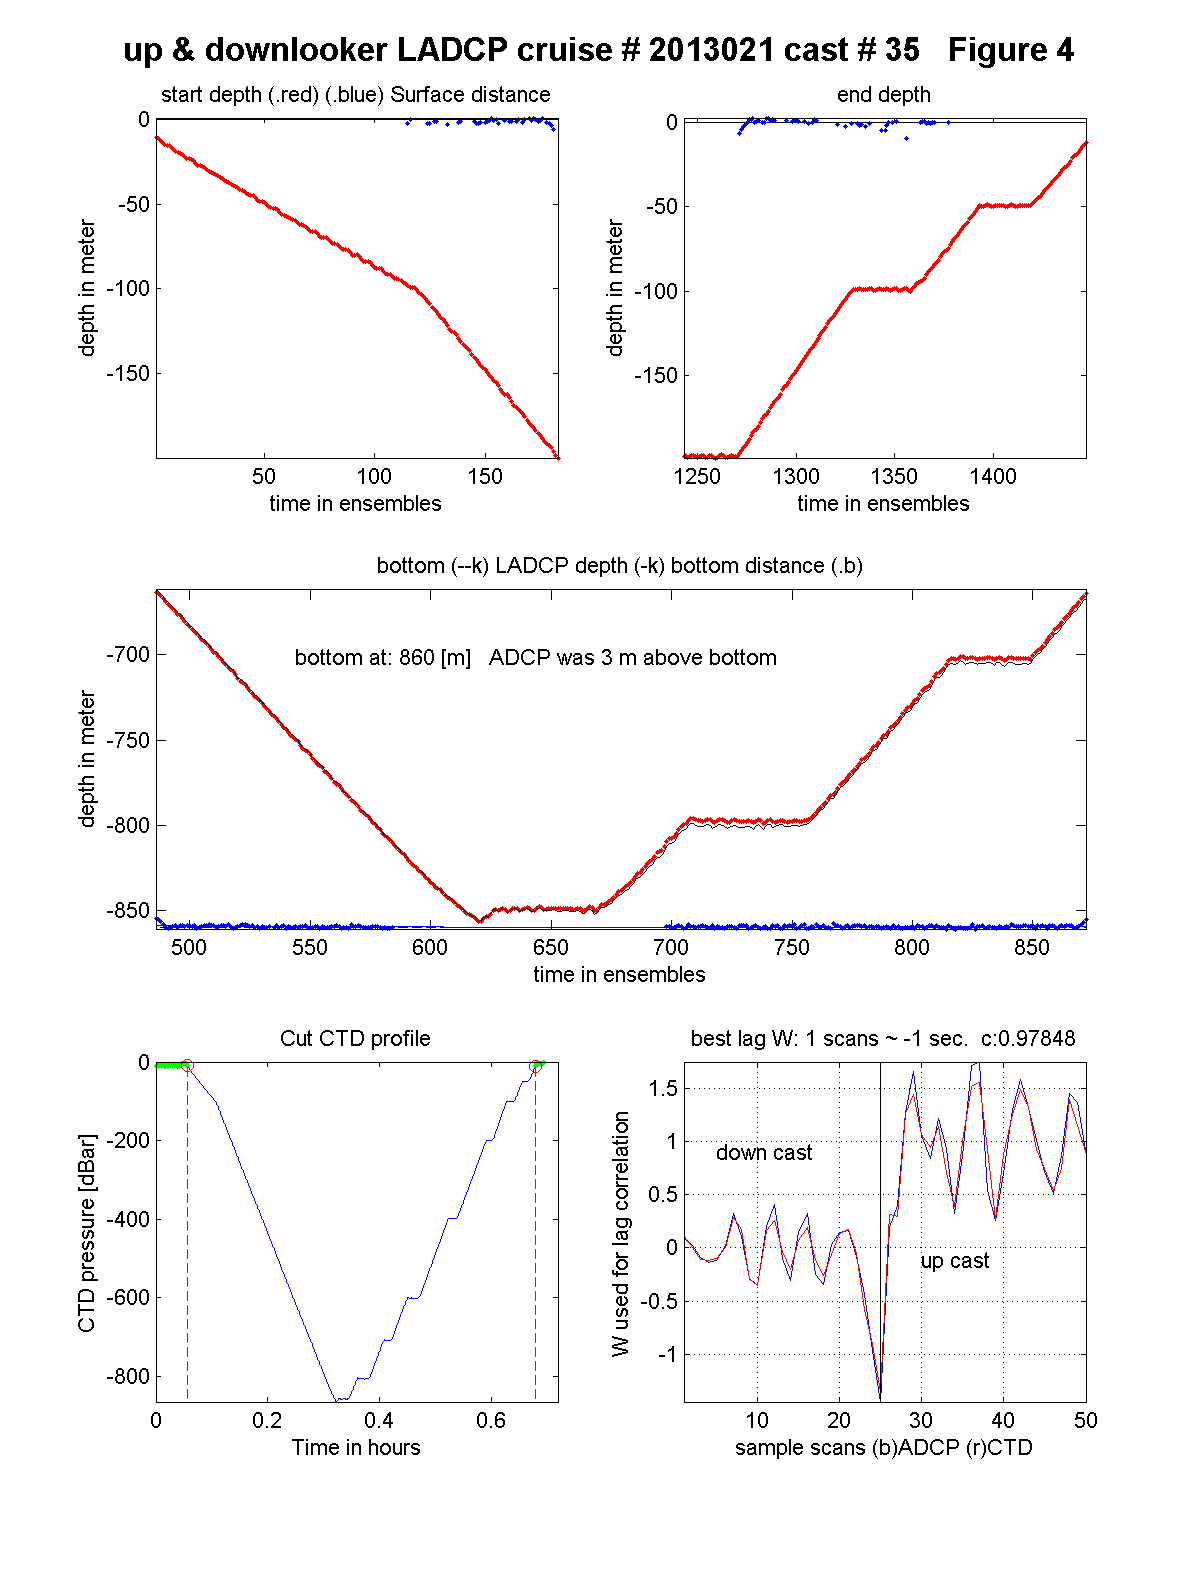 up & downlooker LADCP cruise # 2013021 cast # 35   Figure 4
start depth (.red) (.blue) Surface distance
0
-50
-100
-150
depth in meter
50 100 150
time in ensembles
end depth
0
-50
-100
-150
depth in meter
1250 1300 1350 1400
time in ensembles
bottom (--k) LADCP depth (-k) bottom distance (.b)
bottom at: 860 [m]   ADCP was 3 m above bottom
-700
-750
-800
-850
depth in meter
500 550 600 650 700 750 800 850
time in ensembles
Cut CTD profile
0
-200
-400
-600
-800
CTD pressure [dBar]
0 0.2 0.4 0.6
Time in hours
best lag W: 1 scans ~ -1 sec.  c:0.97848
1.5
1
0.5
0
-0.5
-1
W used for lag correlation
down cast
up cast
10 20 30 40 50
sample scans (b)ADCP (r)CTD